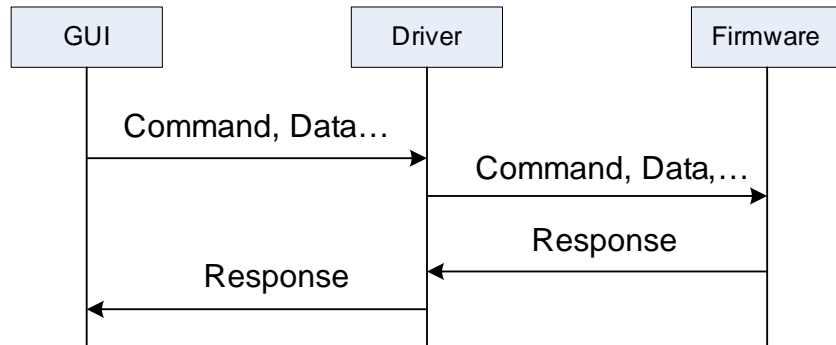 GUI
Driver
Firmware
Command, Data…
Command, Data,…
Response
Response